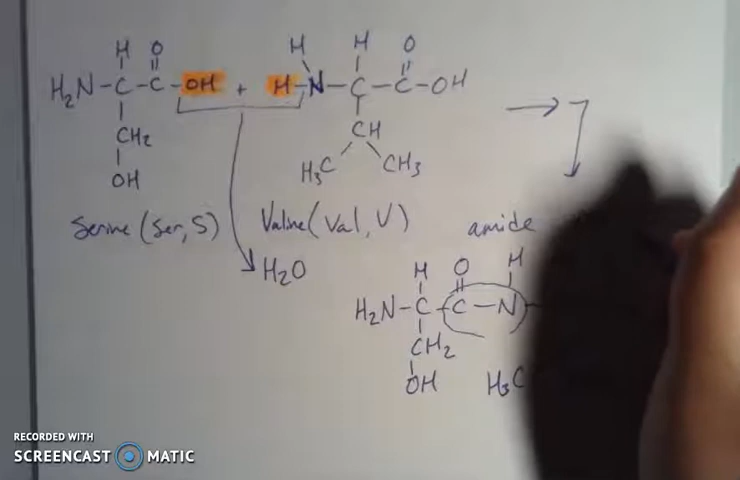 H O H H O
H₂N-C-C-OH + H-N-C-C-OH
CH₂ CH
OH H₃C CH₃
Serine (Ser, S) Valine (Val, V) amide
H₂O
H O H
H₂N-C-C-N-
CH₂
OH H₃C
RECORDED WITH
SCREENCAST MATIC